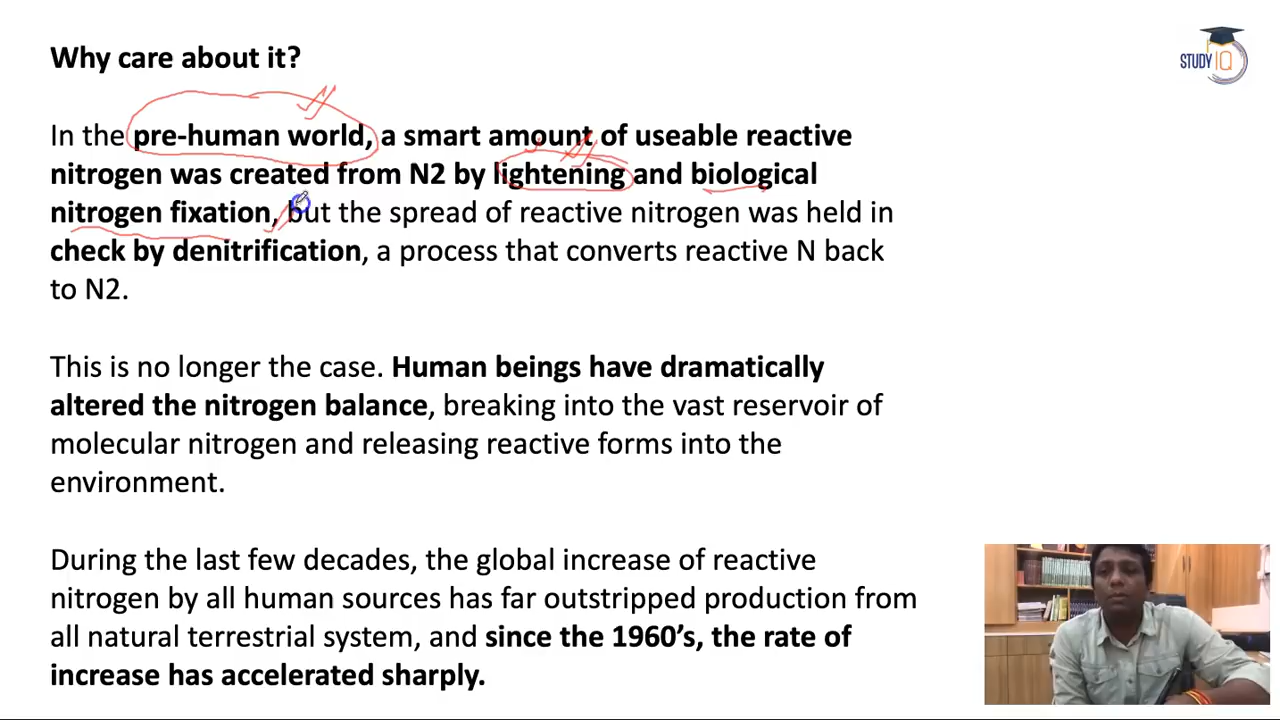 Why care about it?
STUDY IQ
In the pre-human world, a smart amount of useable reactive
nitrogen was created from N2 by lightening and biological
nitrogen fixation, but the spread of reactive nitrogen was held in
check by denitrification, a process that converts reactive N back
to N2.
This is no longer the case. Human beings have dramatically
altered the nitrogen balance, breaking into the vast reservoir of
molecular nitrogen and releasing reactive forms into the
environment.
During the last few decades, the global increase of reactive
nitrogen by all human sources has far outstripped production from
all natural terrestrial system, and since the 1960’s, the rate of
increase has accelerated sharply.